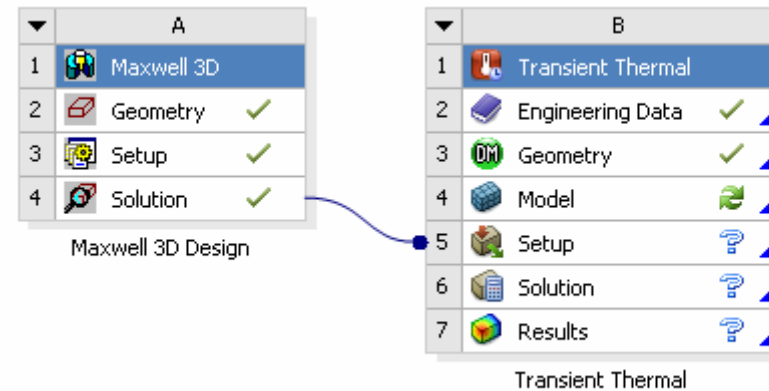 A
1 Maxwell 3D
2 Geometry
3 Setup
4 Solution
Maxwell 3D Design
B
1 Transient Thermal
2 Engineering Data
3 DM Geometry
4 Model
5 Setup
6 Solution
7 Results
Transient Thermal